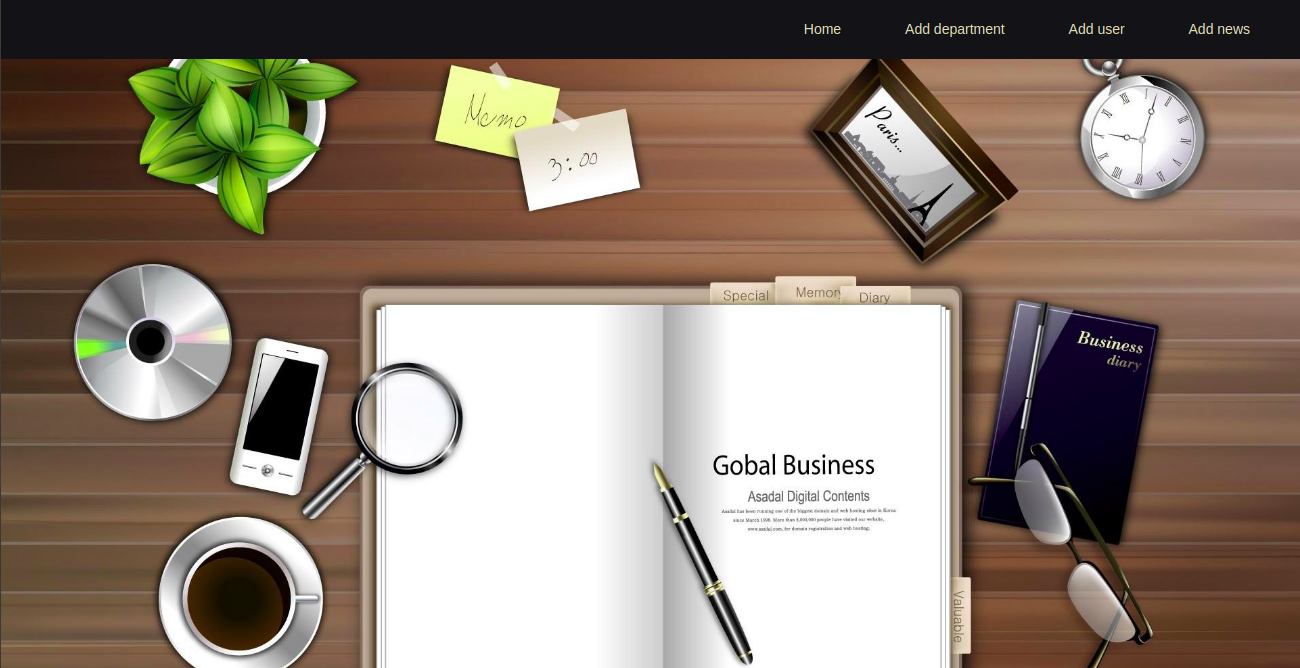 Home Add department Add user Add news
Memo
3:00
Paris...
Special Memory Diary
Business
diary
Gobal Business
Asadal Digital Contents
Asadal has been running one of the biggest domain and web hosting sites in Korea
since March 1998. More than 3,000,000 people have visited our website,
www.asadal.com, for domain registration and web hosting.
Valuable